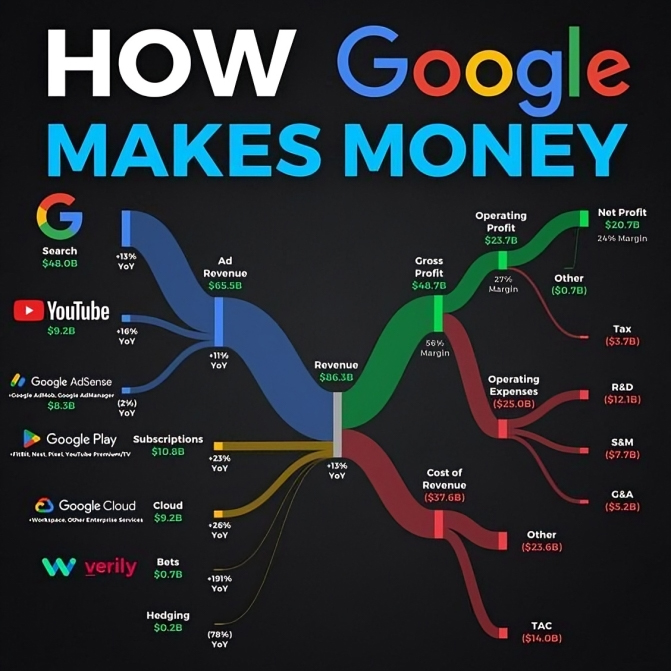 HOW Google
MAKES MONEY
Search
$48.0B
+13%
YoY
YouTube
$9.2B
+16%
YoY
Google AdSense
+Google AdMob, Google AdManager
$8.3B
(2%)
YoY
Ad
Revenue
$65.5B
+11%
YoY
Google Play
+Fitbit, Nest, Pixel, YouTube Premium/TV
Subscriptions
$10.8B
+23%
YoY
Google Cloud
+Workspace, Other Enterprise Services
Cloud
$9.2B
+26%
YoY
verily
Bets
$0.7B
+191%
YoY
Hedging
$0.2B
(78%)
YoY
Revenue
$86.3B
+13%
YoY
Gross
Profit
$48.7B
56%
Margin
Operating
Profit
$23.7B
27%
Margin
Net Profit
$20.7B
24% Margin
Other
($0.7B)
Tax
($3.7B)
Operating
Expenses
($25.0B)
R&D
($12.1B)
S&M
($7.7B)
G&A
($5.2B)
Cost of
Revenue
($37.6B)
Other
($23.6B)
TAC
($14.0B)